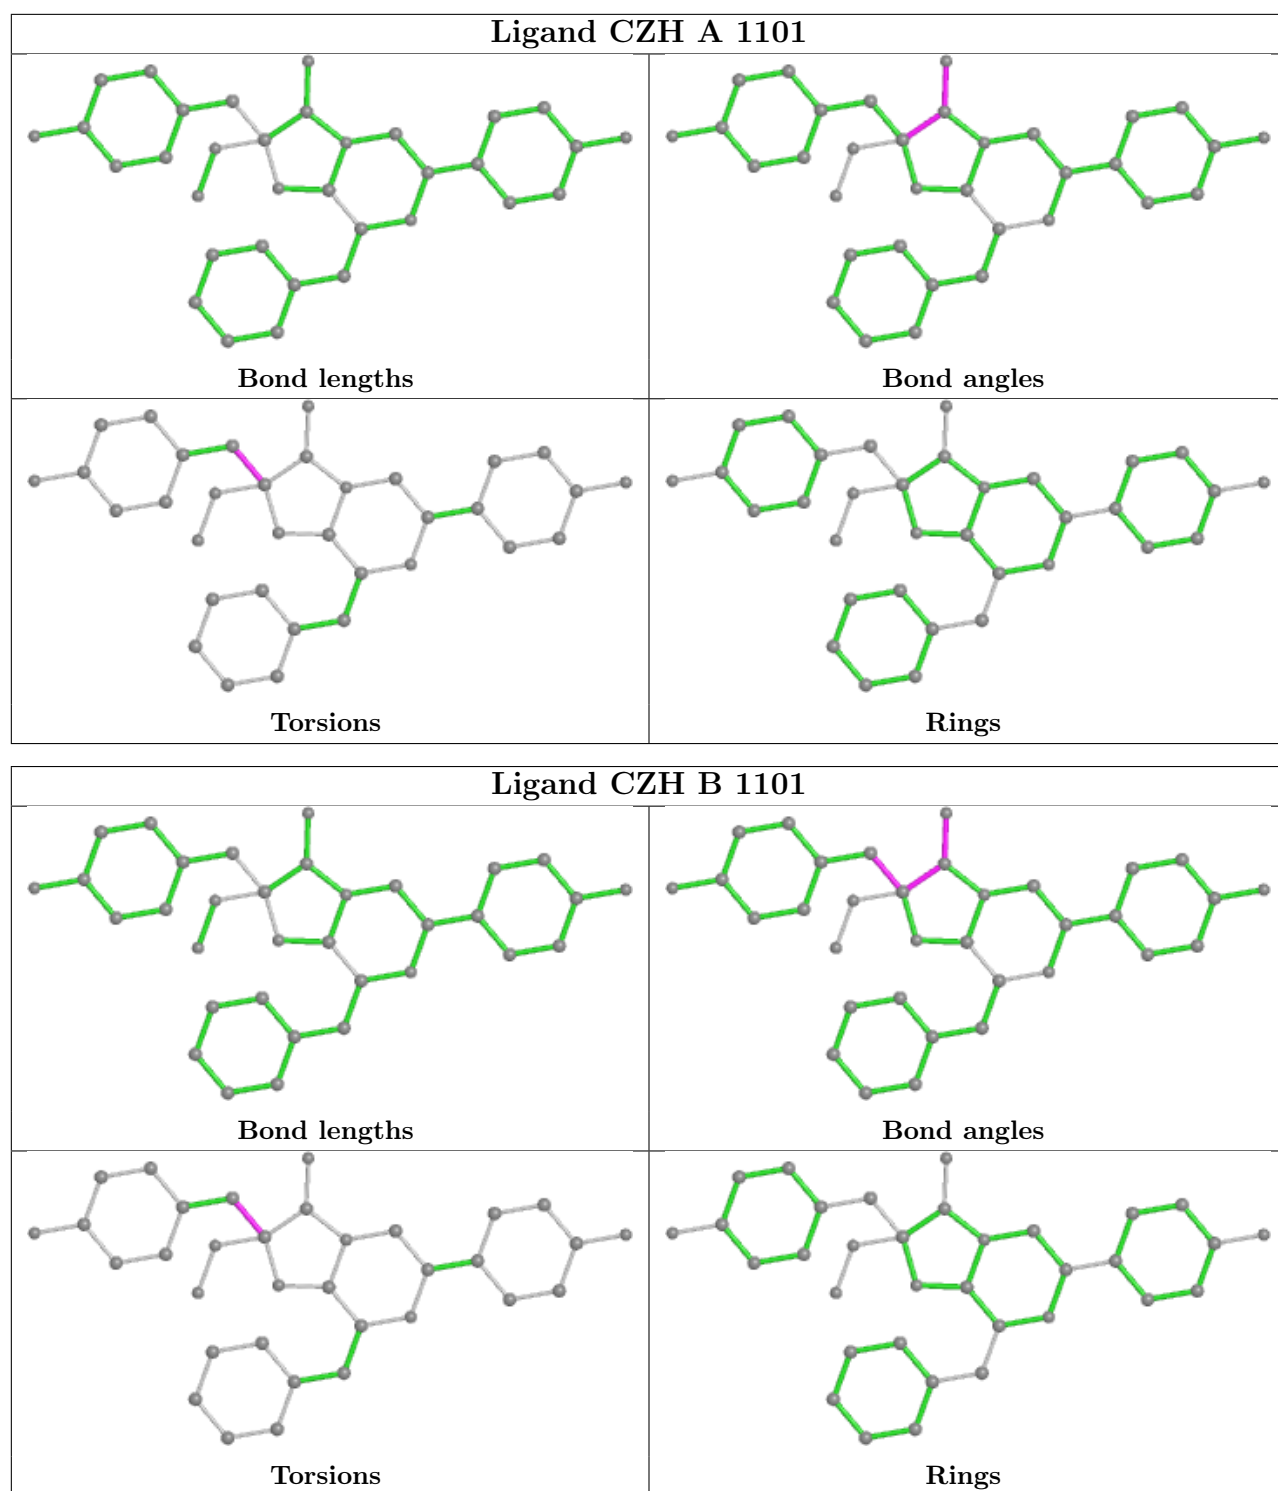 Ligand CZH A 1101
Bond lengths
Bond angles
Torsions
Rings
Ligand CZH B 1101
Bond lengths
Bond angles
Torsions
Rings